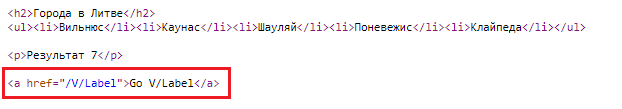 <h2>Города в Литве</h2>
<ul><li>Вильнюс</li><li>Каунас</li><li>Шауляй</li><li>Поневежис</li><li>Клайпеда</li></ul>
<p>Результат 7</p>
<a href="/V/Label">Go V/Label</a>